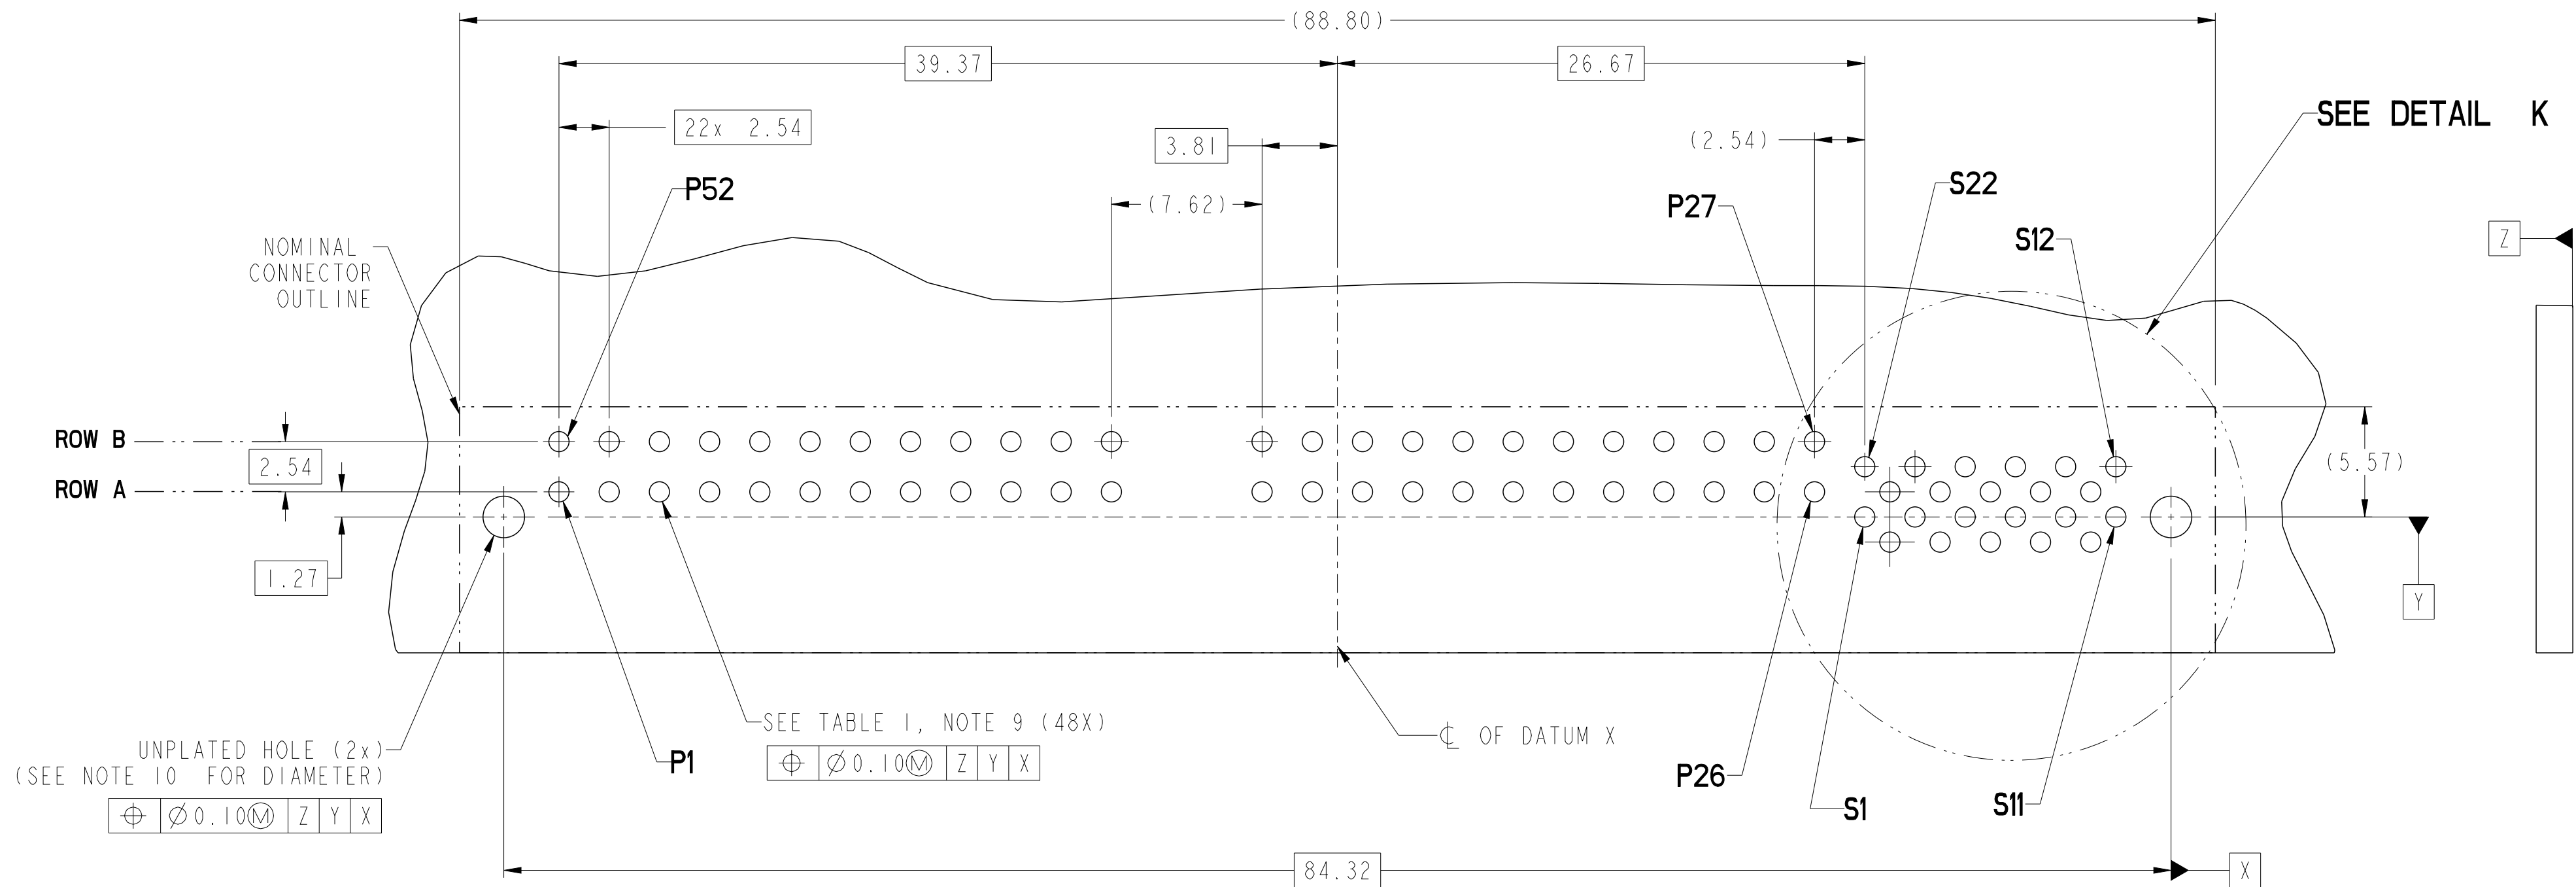 (88.80)
39.37
26.67
22x 2.54
3.81
(2.54)
SEE DETAIL K
P52
S22
(7.62)
P27
S12
Z
NOMINAL
CONNECTOR
OUTLINE
ROW B
2.54
(5.57)
ROW A
1.27
Y
SEE TABLE 1, NOTE 9 (48X)
⌖ Ø0.10Ⓜ Z Y X
℄ OF DATUM X
UNPLATED HOLE (2x)
(SEE NOTE 10 FOR DIAMETER)
⌖ Ø0.10Ⓜ Z Y X
P1
P26
S1
S11
84.32
X